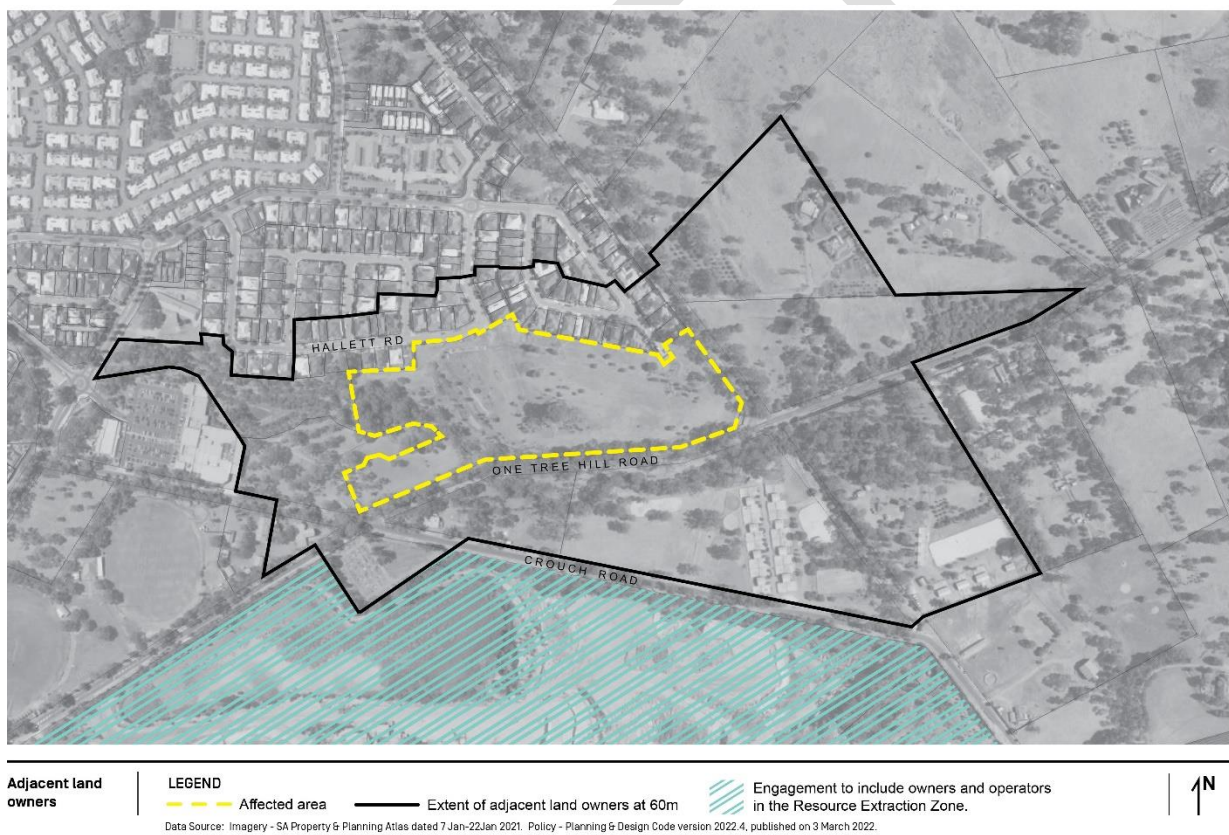 HALLETT RD
ONE TREE HILL ROAD
CROUCH ROAD
Adjacent land
owners
LEGEND
Affected area
Extent of adjacent land owners at 60m
Engagement to include owners and operators
in the Resource Extraction Zone.
N
Data Source: Imagery - SA Property & Planning Atlas dated 7 Jan-22Jan 2021. Policy - Planning & Design Code version 2022.4, published on 3 March 2022.